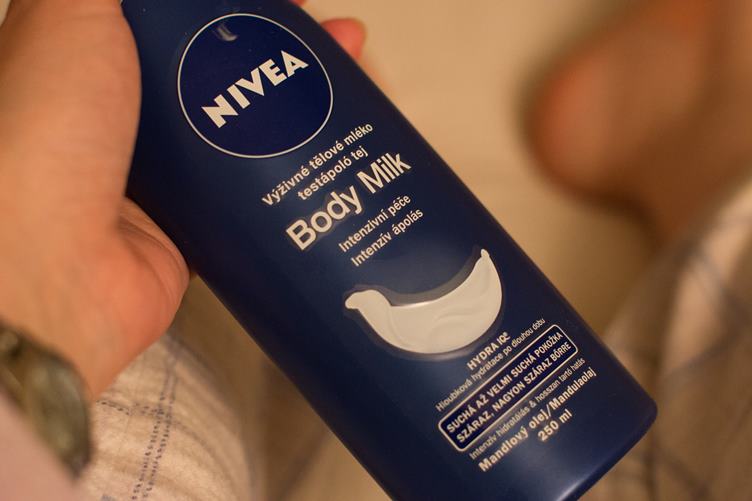 NIVEA
Výživné tělové mléko
testápoló tej
Body Milk
Intenzivní péče
Intenzív ápolás
HYDRA IQ®
Hloubková hydratace po dlouhou dobu
SUCHÁ AŽ VELMI SUCHÁ POKOŽKA
SZÁRAZ, NAGYON SZÁRAZ BŐRRE
Intenzív hidratálás & hosszan tartó hatás
Mandlový olej/Mandulaolaj
250 ml